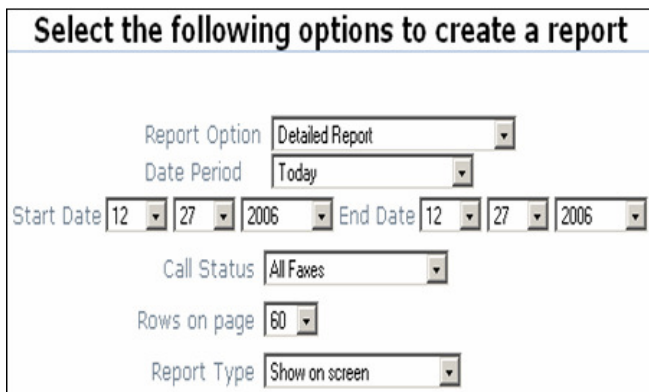 Select the following options to create a report
Report Option Detailed Report
Date Period Today
Start Date 12 27 2006 End Date 12 27 2006
Call Status All Faxes
Rows on page 60
Report Type Show on screen